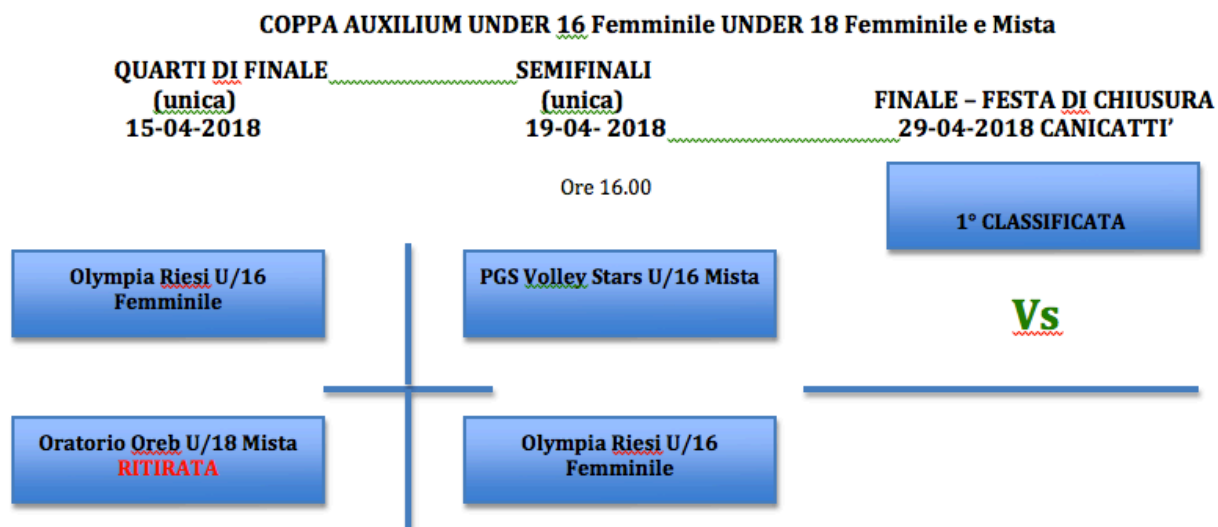 COPPA AUXILIUM UNDER 16 Femminile UNDER 18 Femminile e Mista
QUARTI DI FINALE SEMIFINALI
(unica) (unica) FINALE – FESTA DI CHIUSURA
15-04-2018 19-04- 2018 29-04-2018 CANICATTI’
Ore 16.00
1° CLASSIFICATA
Olympia Riesi U/16
Femminile
PGS Volley Stars U/16 Mista
Vs
Oratorio Oreb U/18 Mista
RITIRATA
Olympia Riesi U/16
Femminile